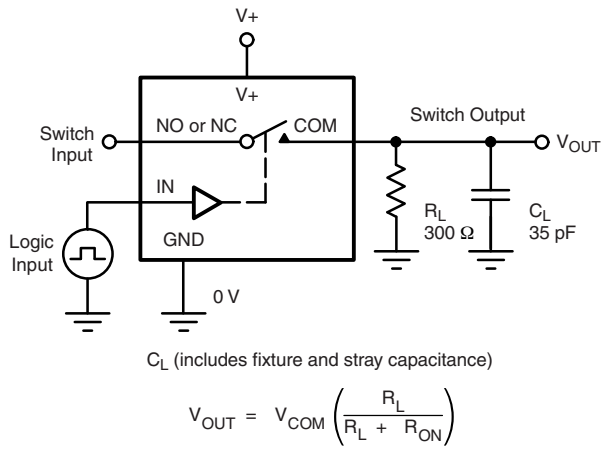 V+
V+
Switch Output
NO or NC
COM
Switch
Input
VOUT
IN
RL
300 Ω
CL
35 pF
GND
Logic
Input
0 V
CL (includes fixture and stray capacitance)
VOUT = VCOM ( RL / RL + RON )